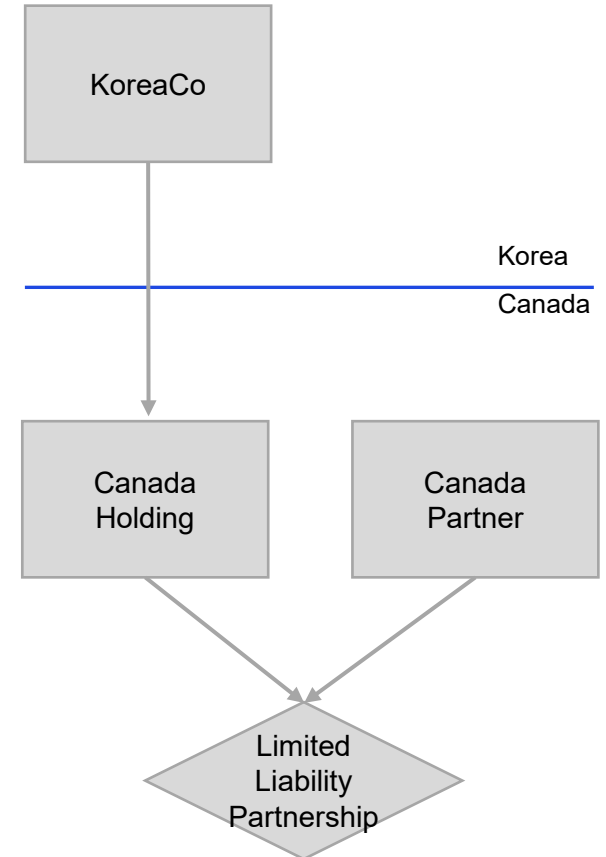 KoreaCo
Korea
Canada
Canada
Holding
Canada
Partner
Limited
Liability
Partnership